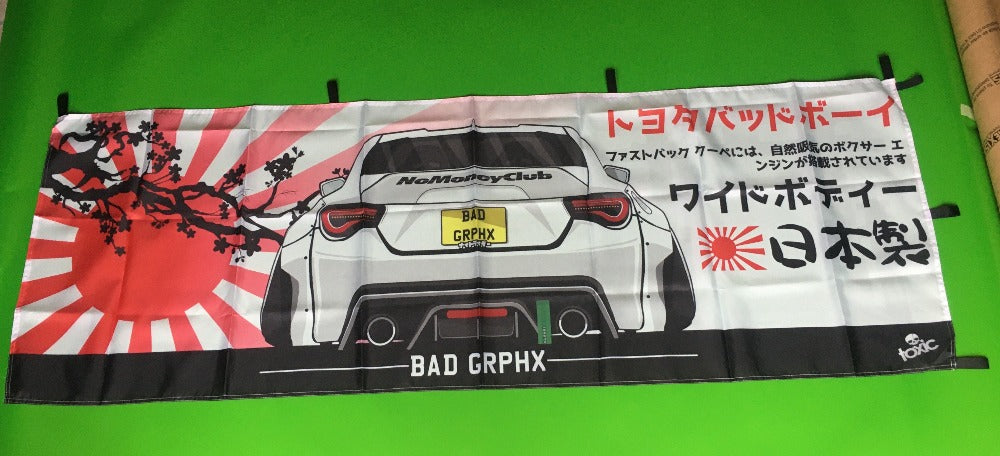 トヨタバッドボーイ
ファストバック クーペには、自然吸気のボクサー エ
ンジンが搭載されています
ワイドボディー
日本製
NoMoneyClub
BAD
GRPHX
BAD GRPHX
toxic